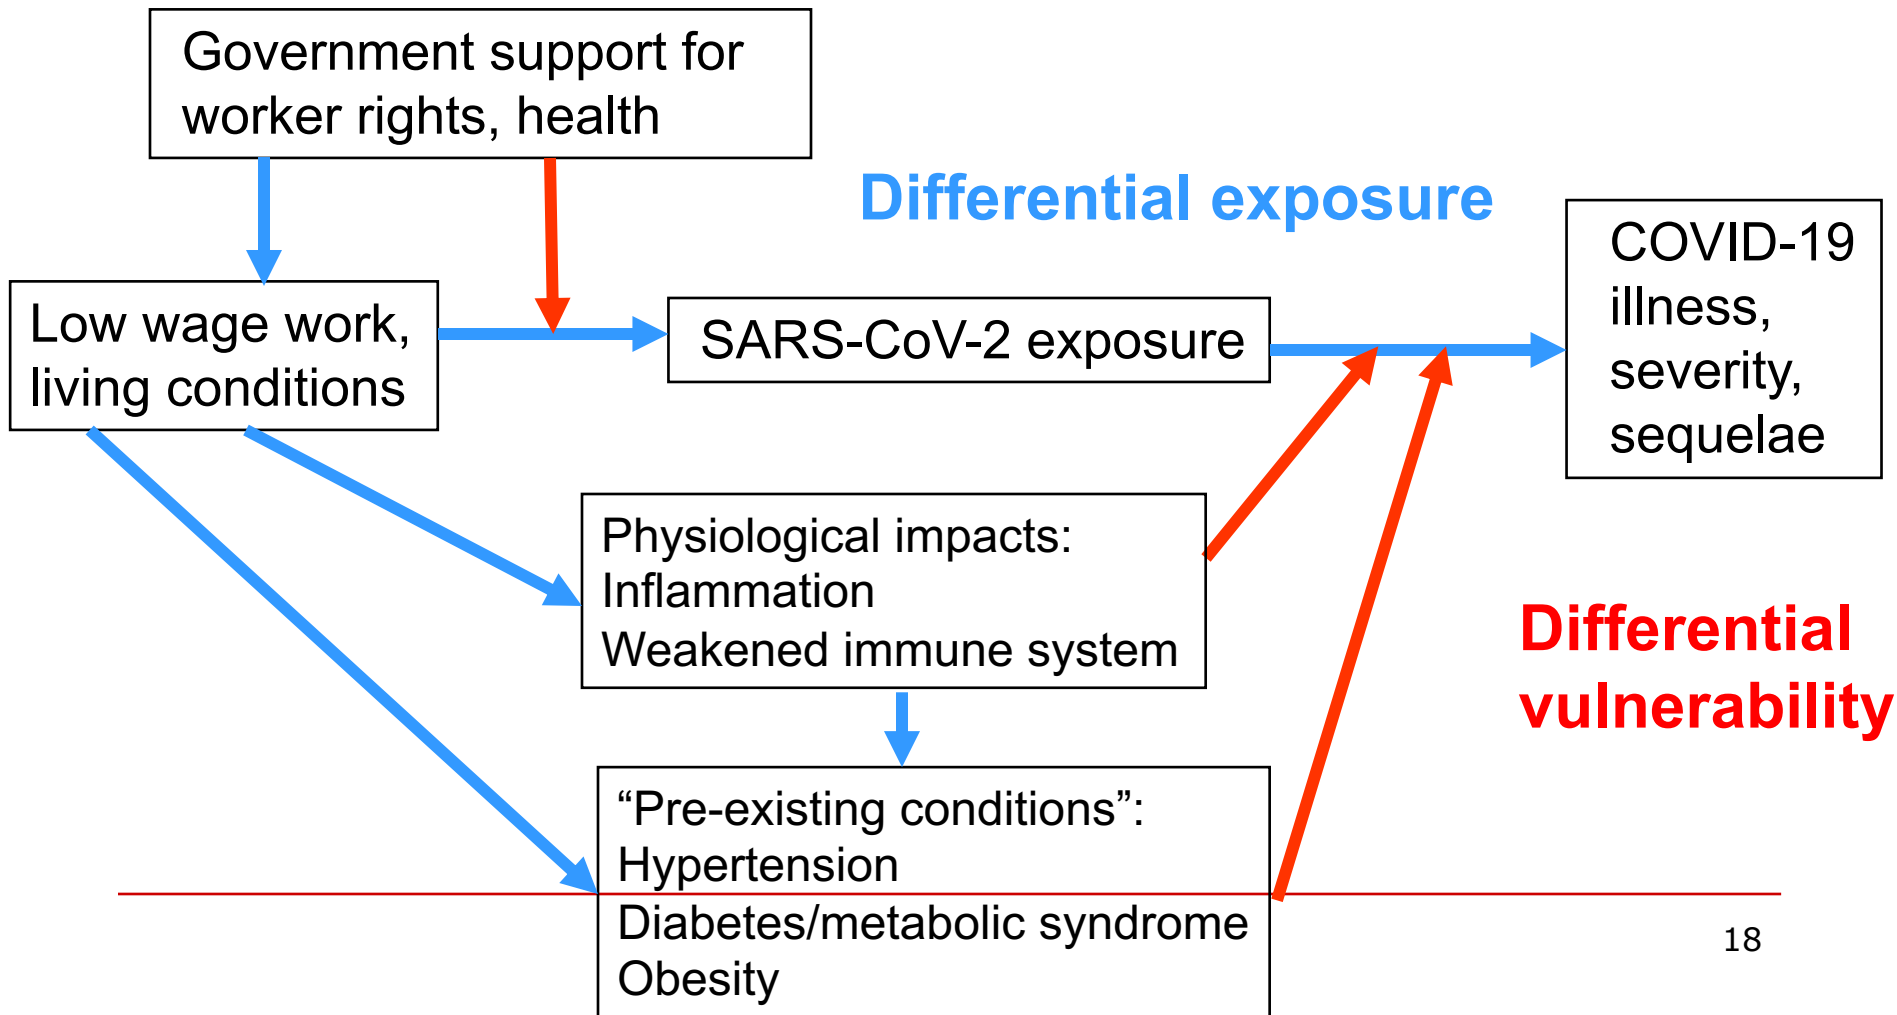 Government support for
worker rights, health
Differential exposure
COVID-19
illness,
severity,
sequelae
Low wage work,
living conditions
SARS-CoV-2 exposure
Physiological impacts:
Inflammation
Weakened immune system
Differential
vulnerability
“Pre-existing conditions”:
Hypertension
Diabetes/metabolic syndrome
Obesity
18